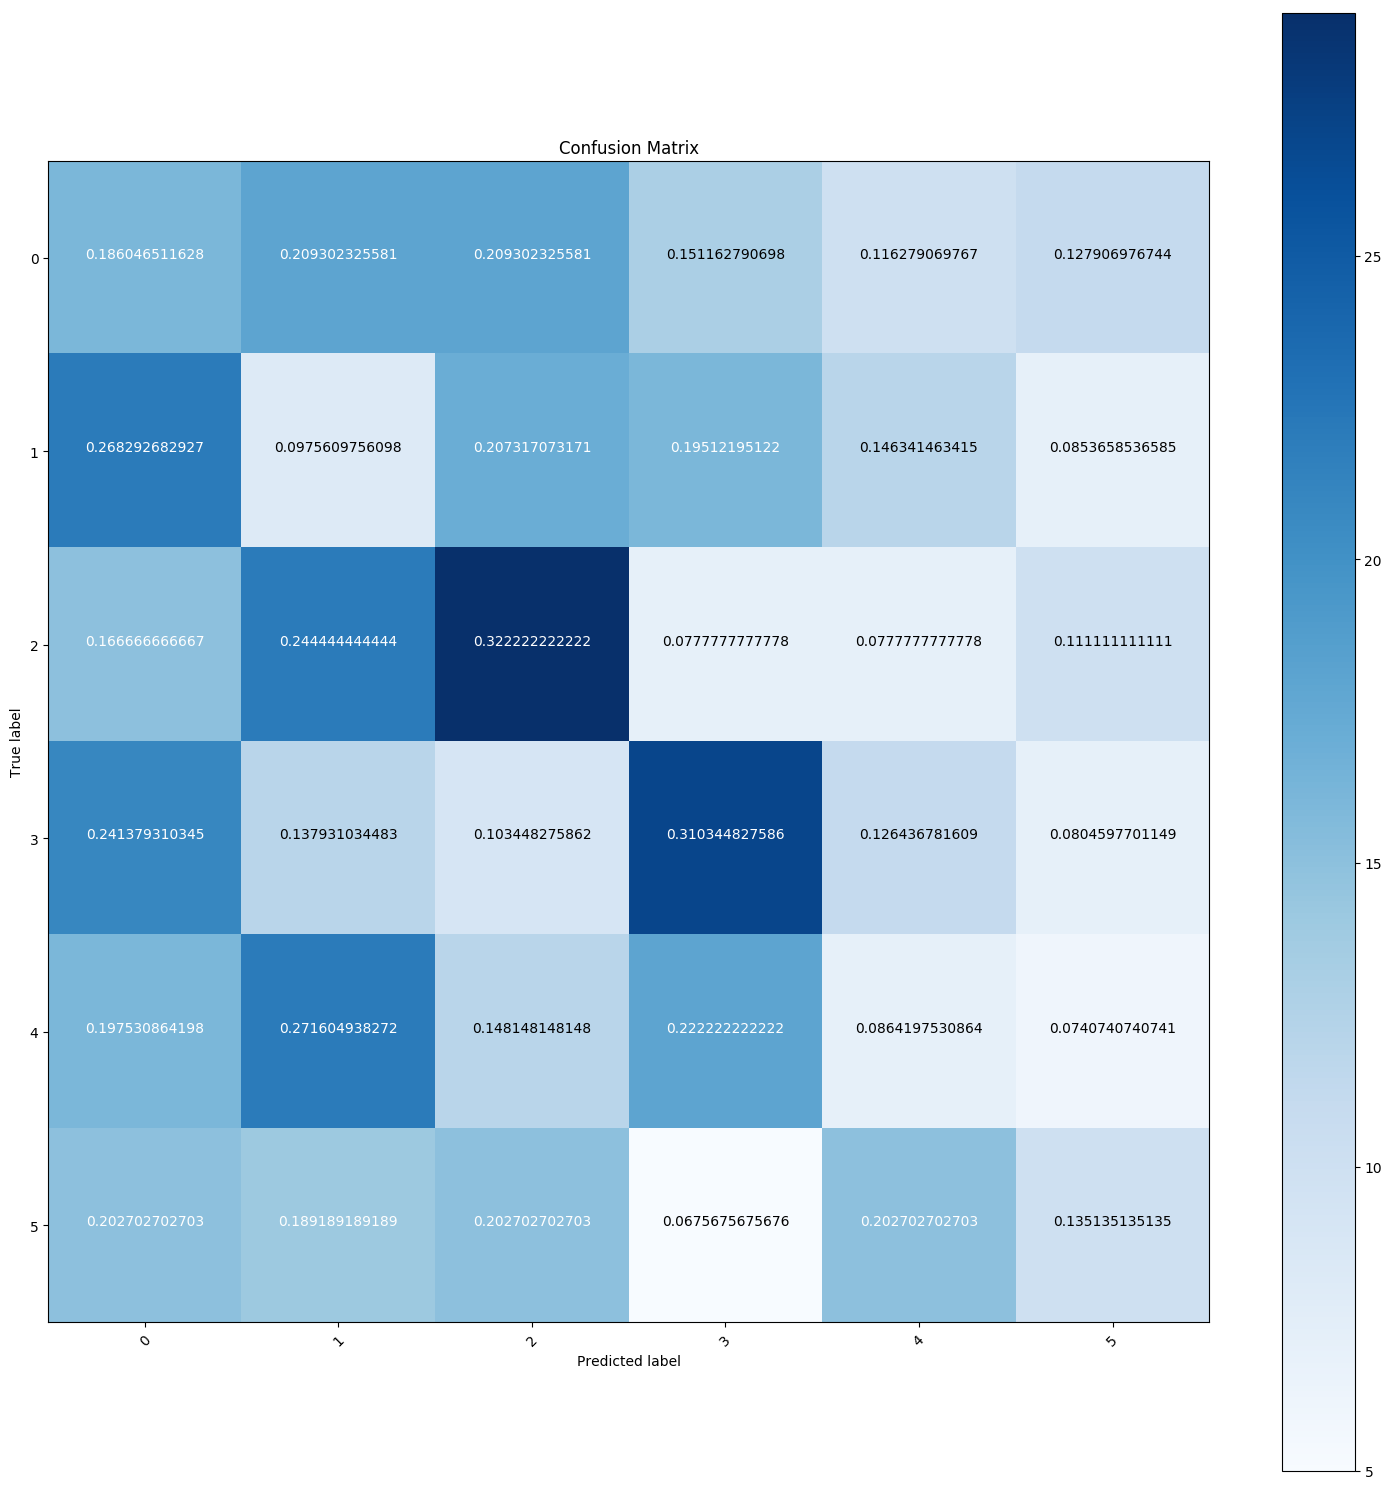 Confusion Matrix
0 0.186046511628 0.209302325581 0.209302325581 0.151162790698 0.116279069767 0.127906976744
1 0.268292682927 0.0975609756098 0.207317073171 0.19512195122 0.146341463415 0.0853658536585
2 0.166666666667 0.244444444444 0.322222222222 0.0777777777778 0.0777777777778 0.111111111111
3 0.241379310345 0.137931034483 0.103448275862 0.310344827586 0.126436781609 0.0804597701149
4 0.197530864198 0.271604938272 0.148148148148 0.222222222222 0.0864197530864 0.0740740740741
5 0.202702702703 0.189189189189 0.202702702703 0.0675675675676 0.202702702703 0.135135135135
0 1 2 3 4 5
True label
Predicted label
25
20
15
10
5